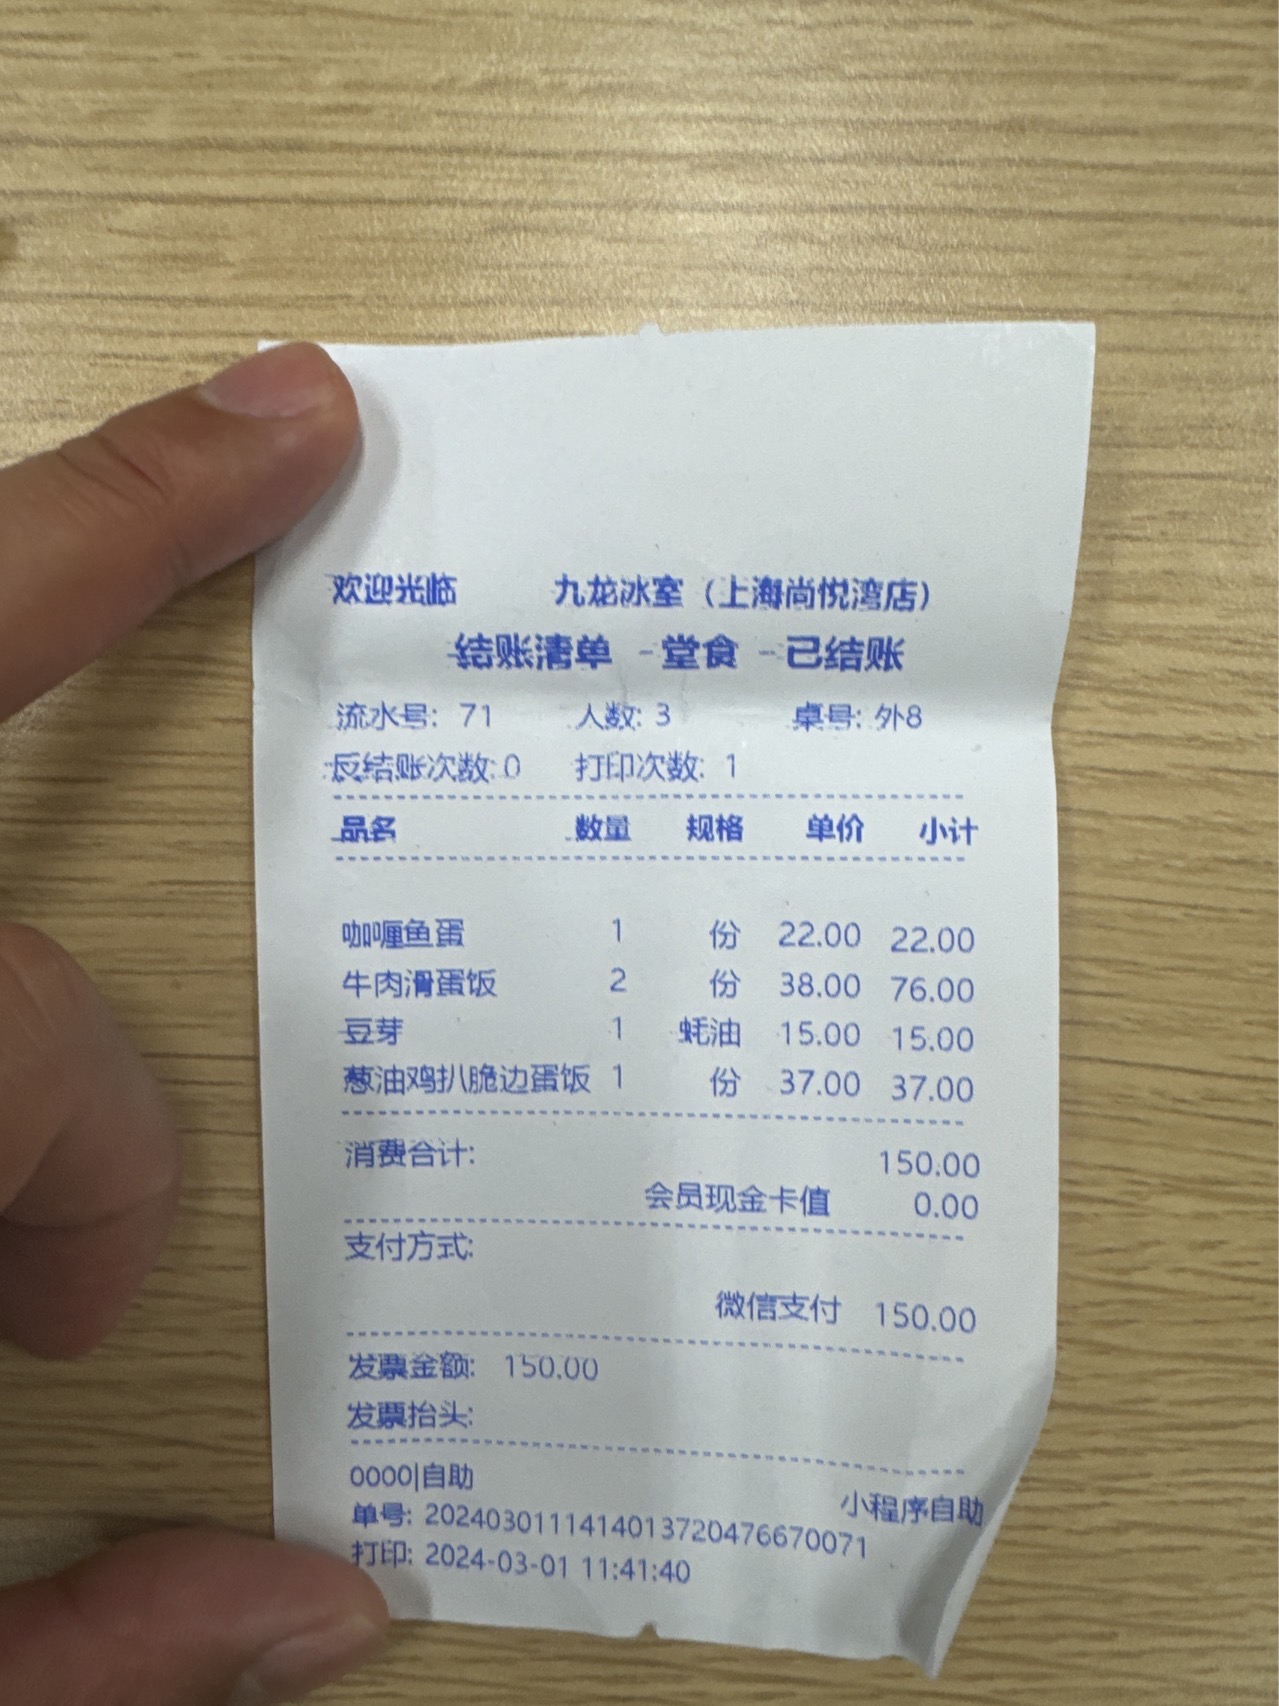 欢迎光临 九龙冰室（上海尚悦湾店）
结账清单 - 堂食 - 已结账
流水号: 71 人数: 3 桌号: 外8
反结账次数: 0 打印次数: 1
品名 数量 规格 单价 小计
咖喱鱼蛋 1 份 22.00 22.00
牛肉滑蛋饭 2 份 38.00 76.00
豆芽 1 蚝油 15.00 15.00
葱油鸡扒脆边蛋饭 1 份 37.00 37.00
消费合计: 150.00
会员现金卡值 0.00
支付方式:
微信支付 150.00
发票金额: 150.00
发票抬头:
0000|自助 小程序自助
单号: 2024030111414013720476670071
打印: 2024-03-01 11:41:40